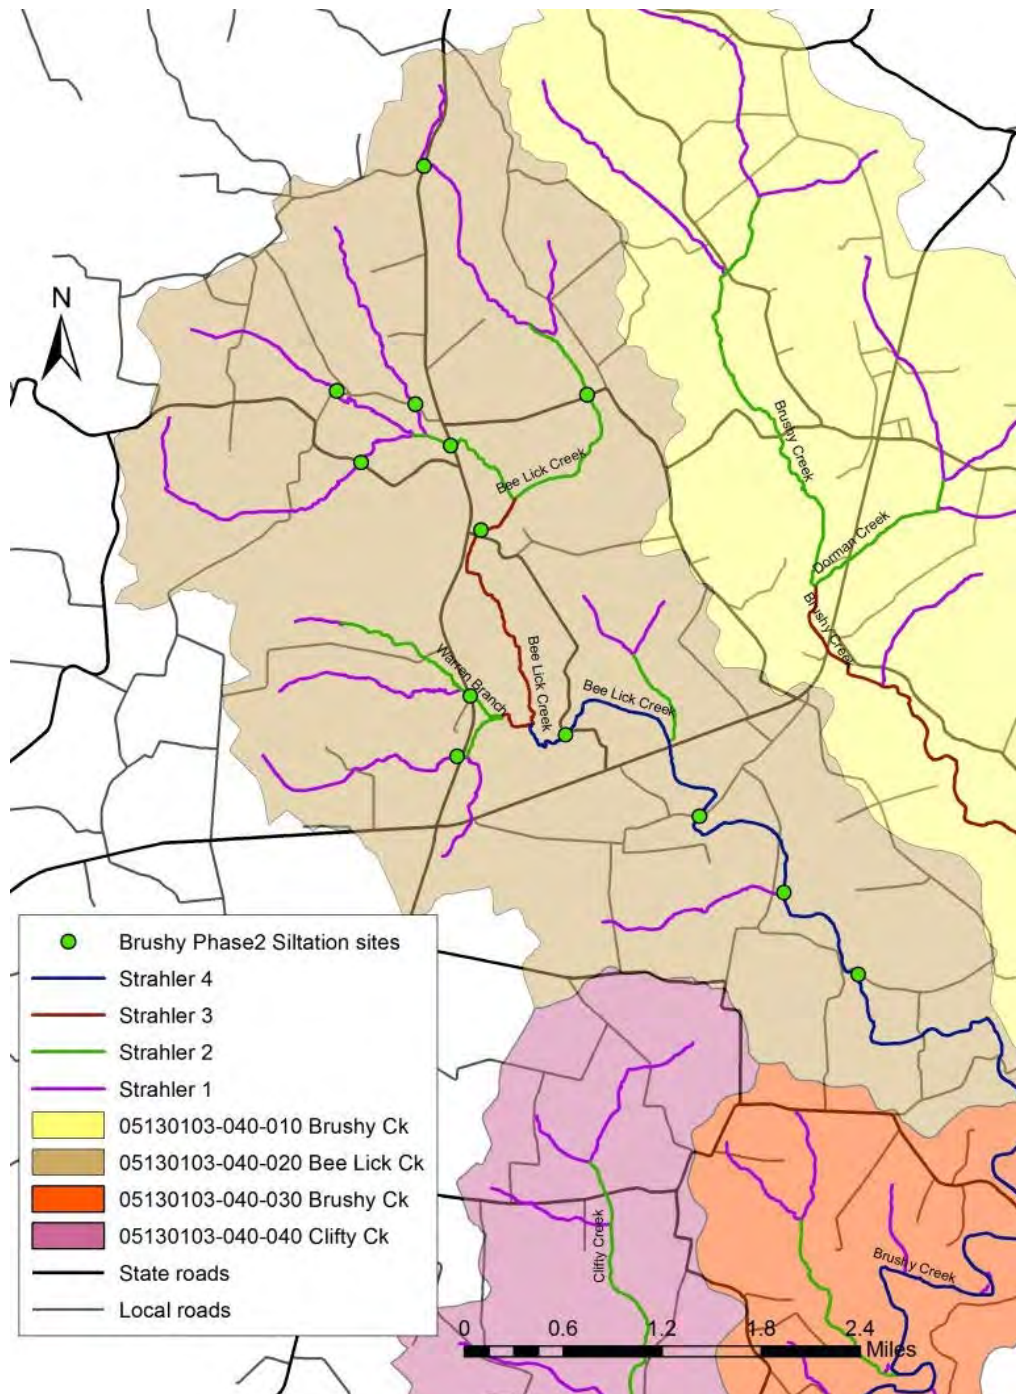 N
Brushy Creek
Bee Lick Creek
Dorman Creek
Brushy Creek
Warren Branch
Bee Lick Creek
Bee Lick Creek
Brushy Phase2 Siltation sites
Strahler 4
Strahler 3
Strahler 2
Strahler 1
05130103-040-010 Brushy Ck
05130103-040-020 Bee Lick Ck
05130103-040-030 Brushy Ck
05130103-040-040 Clifty Ck
State roads
Local roads
Clifty Creek
Brushy Creek
0 0.6 1.2 1.8 2.4
Miles